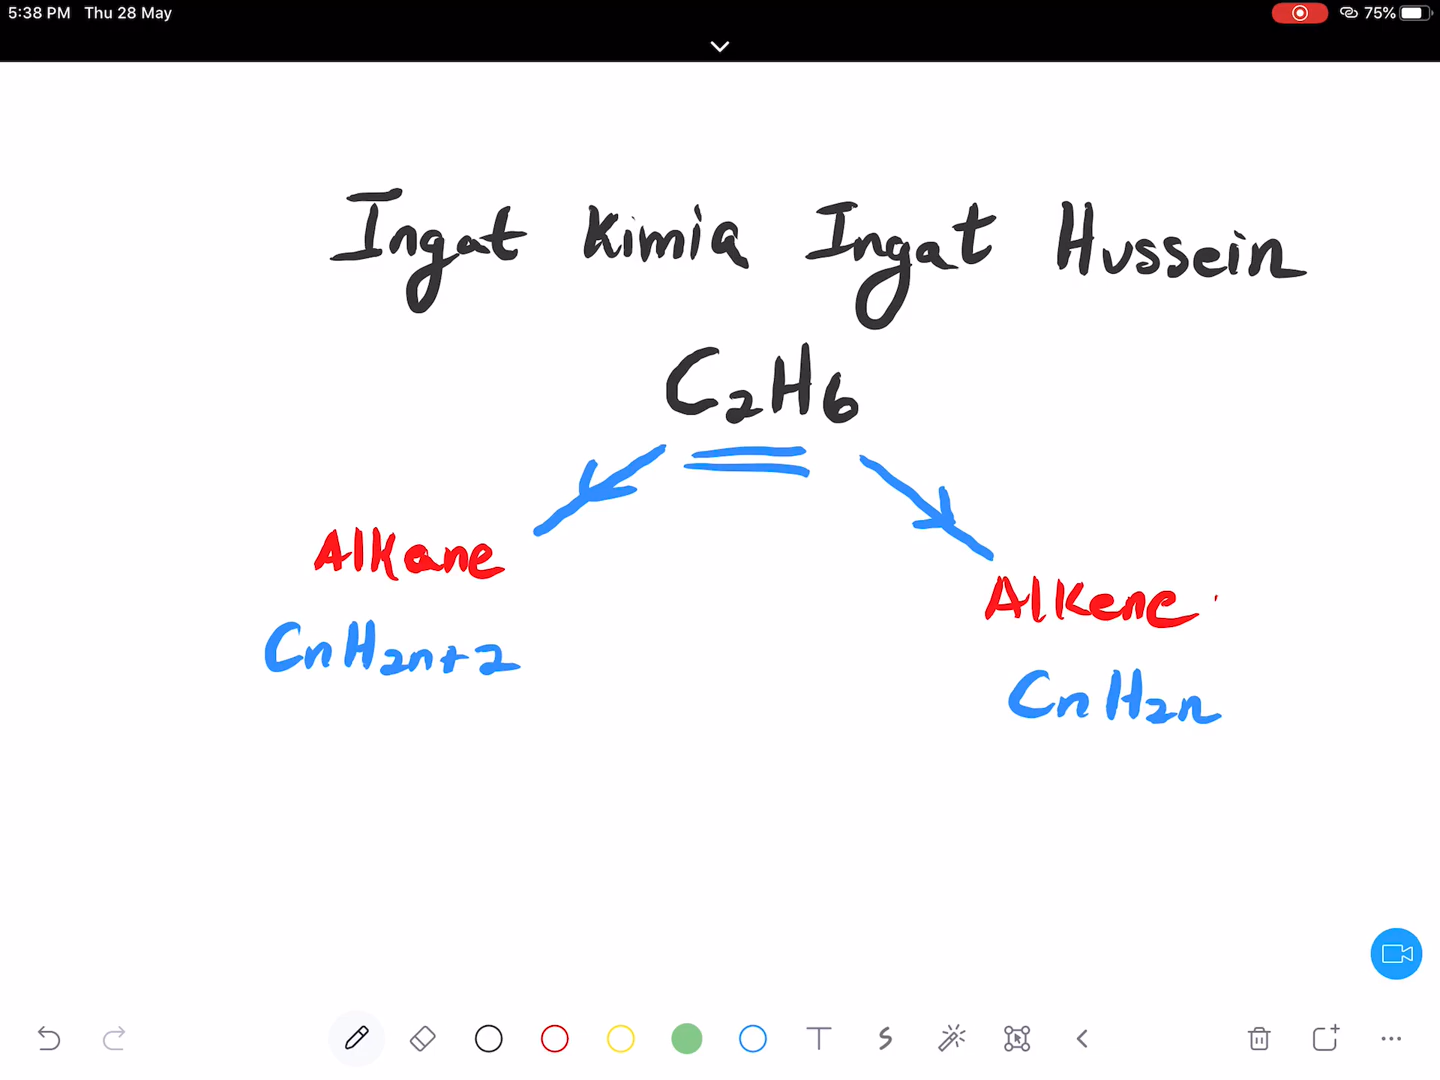 5:38 PM Thu 28 May 75%
Ingat Kimia Ingat Hussein
C₂H₆
Alkane
CnH₂n+₂
Alkene
CnH₂n